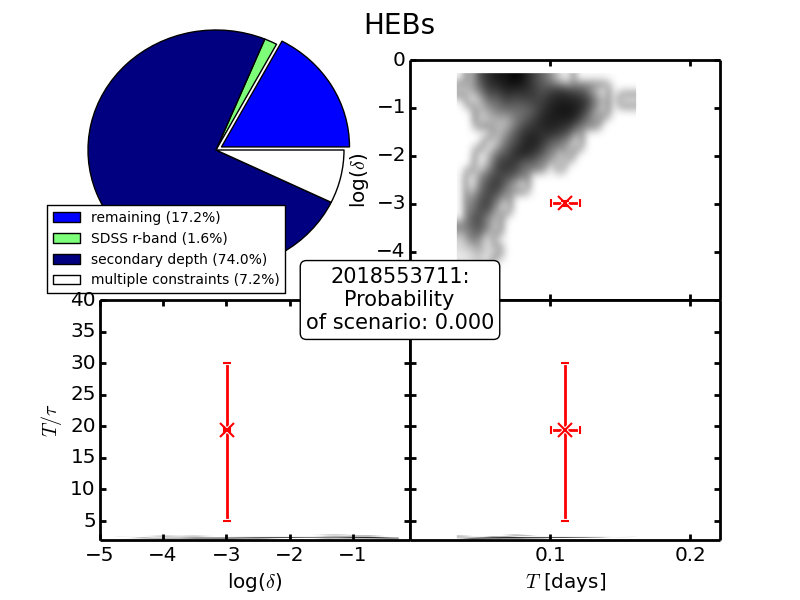 HEBs
remaining (17.2%)
SDSS r-band (1.6%)
secondary depth (74.0%)
multiple constraints (7.2%)
0
−1
−2
−3
−4
log(δ)
2018553711:
Probability
of scenario: 0.000
40
35
30
25
20
15
10
5
T/τ
−5 −4 −3 −2 −1
log(δ)
0.1 0.2
T [days]